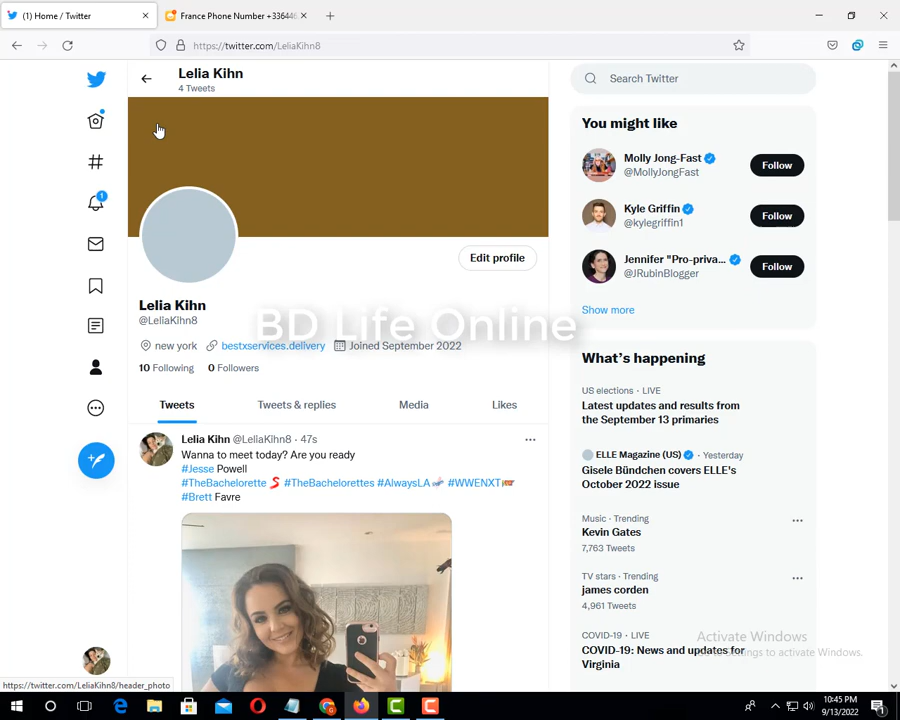 (1) Home / Twitter
France Phone Number +336446
https://twitter.com/LeliaKihn8
Lelia Kihn
4 Tweets
Search Twitter
You might like
Molly Jong-Fast
@MollyJongFast
Follow
Kyle Griffin
@kylegriffin1
Follow
Jennifer "Pro-priva...
@JRubinBlogger
Follow
Show more
1
Edit profile
Lelia Kihn
@LeliaKihn8
BD Life Online
new york bestxservices.delivery Joined September 2022
10 Following 0 Followers
Tweets Tweets & replies Media Likes
Lelia Kihn @LeliaKihn8 · 47s
Wanna to meet today? Are you ready
#Jesse Powell
#TheBachelorette #TheBachelorettes #AlwaysLA #WWENXT
#Brett Favre
What's happening
US elections · LIVE
Latest updates and results from
the September 13 primaries
ELLE Magazine (US) · Yesterday
Gisele Bündchen covers ELLE's
October 2022 issue
Music · Trending
Kevin Gates
7,763 Tweets
TV stars · Trending
james corden
4,961 Tweets
COVID-19 · LIVE
COVID-19: News and updates for
Virginia
Activate Windows
Go to Settings to activate Windows.
https://twitter.com/LeliaKihn8/header_photo
10:45 PM
9/13/2022
1